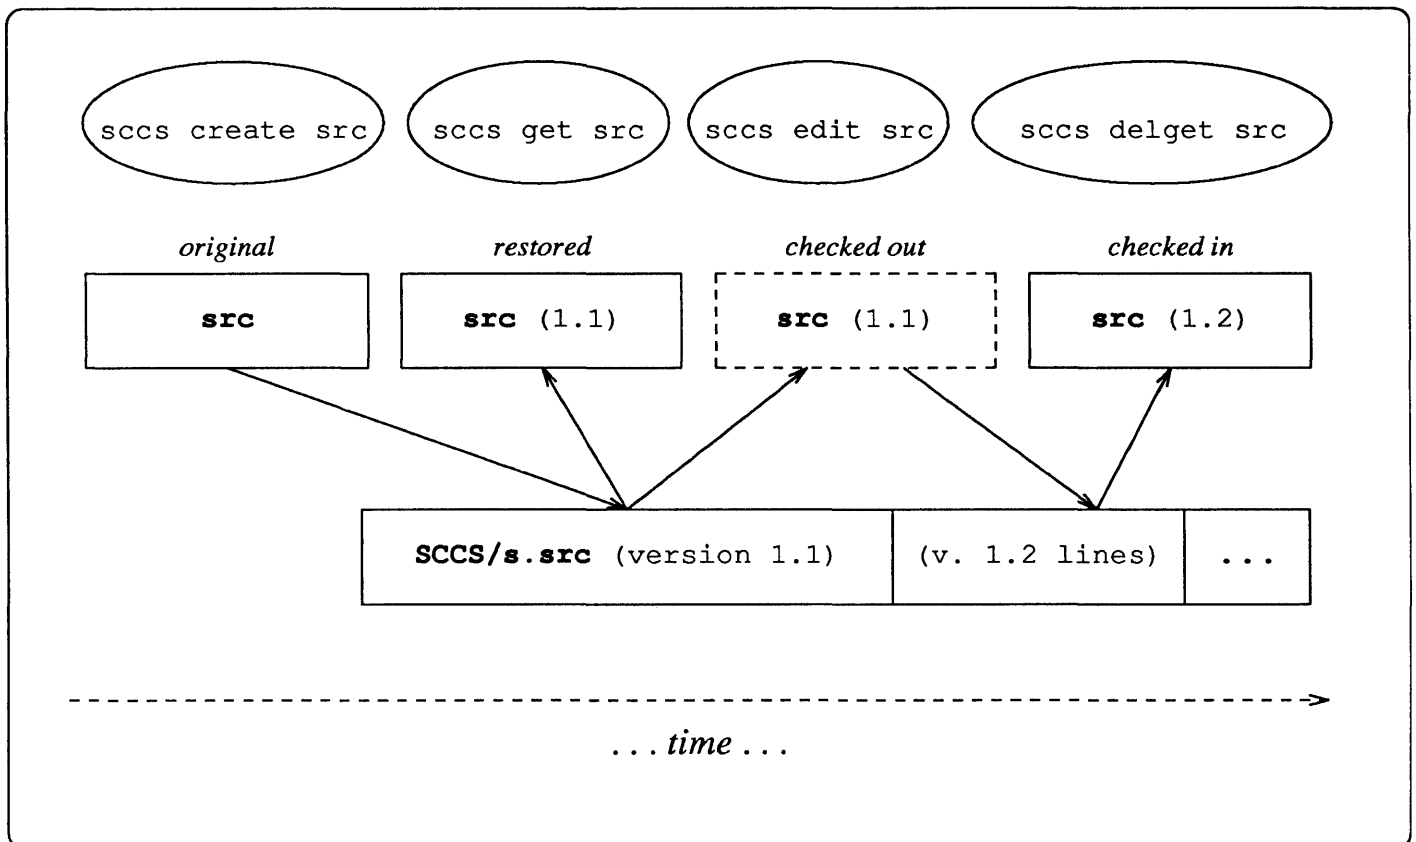 sccs create src sccs get src sccs edit src sccs delget src
original restored checked out checked in
src src (1.1) src (1.1) src (1.2)
SCCS/s.src (version 1.1) (v. 1.2 lines) ...
. . . time . . .